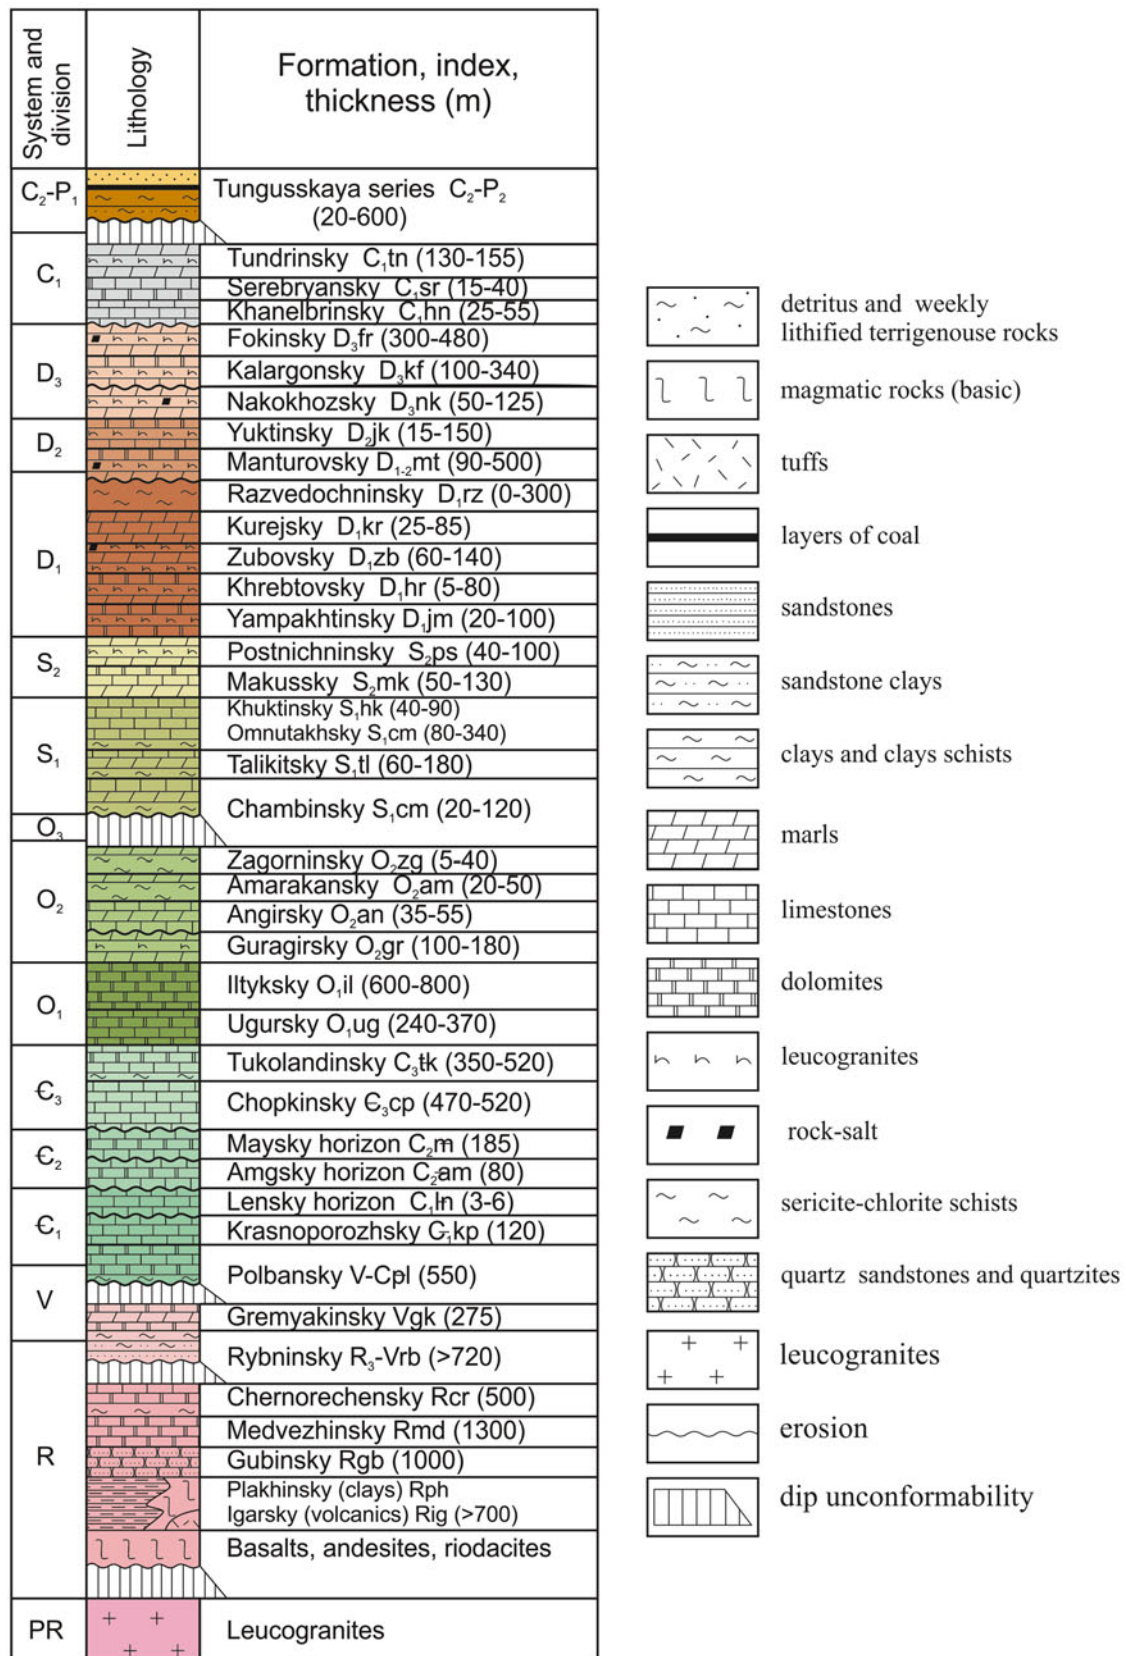 System and division
Lithology
Formation, index,
thickness (m)
C₂-P₁
Tungusskaya series C₂-P₂
(20-600)
C₁
Tundrinsky C₁tn (130-155)
Serebryansky C₁sr (15-40)
Khanelbrinsky C₁hn (25-55)
D₃
Fokinsky D₃fr (300-480)
Kalargonsky D₃kf (100-340)
Nakokhozsky D₃nk (50-125)
D₂
Yuktinsky D₂jk (15-150)
Manturovsky D₁₋₂mt (90-500)
D₁
Razvedochninsky D₁rz (0-300)
Kurejsky D₁kr (25-85)
Zubovsky D₁zb (60-140)
Khrebtovsky D₁hr (5-80)
Yampakhtinsky D₁jm (20-100)
S₂
Postnichninsky S₂ps (40-100)
Makussky S₂mk (50-130)
S₁
Khuktinsky S₁hk (40-90)
Omnutakhsky S₁cm (80-340)
Talikitsky S₁tl (60-180)
Chambinsky S₁cm (20-120)
O₃
O₂
Zagorninsky O₂zg (5-40)
Amarakansky O₂am (20-50)
Angirsky O₂an (35-55)
Guragirsky O₂gr (100-180)
O₁
Iltyksky O₁il (600-800)
Ugursky O₁ug (240-370)
Є₃
Tukolandinsky C₃tk (350-520)
Chopkinsky Є₃cp (470-520)
Є₂
Maysky horizon C₂m (185)
Amgsky horizon C₂am (80)
Є₁
Lensky horizon C₁ln (3-6)
Krasnoporozhsky C₁kp (120)
Polbansky V-Cpl (550)
V
Gremyakinsky Vgk (275)
Rybninsky R₃-Vrb (>720)
R
Chernorechensky Rcr (500)
Medvezhinsky Rmd (1300)
Gubinsky Rgb (1000)
Plakhinsky (clays) Rph
Igarsky (volcanics) Rig (>700)
Basalts, andesites, riodacites
PR
Leucogranites
detritus and weekly
lithified terrigenouse rocks
magmatic rocks (basic)
tuffs
layers of coal
sandstones
sandstone clays
clays and clays schists
marls
limestones
dolomites
leucogranites
rock-salt
sericite-chlorite schists
quartz sandstones and quartzites
leucogranites
erosion
dip unconformability